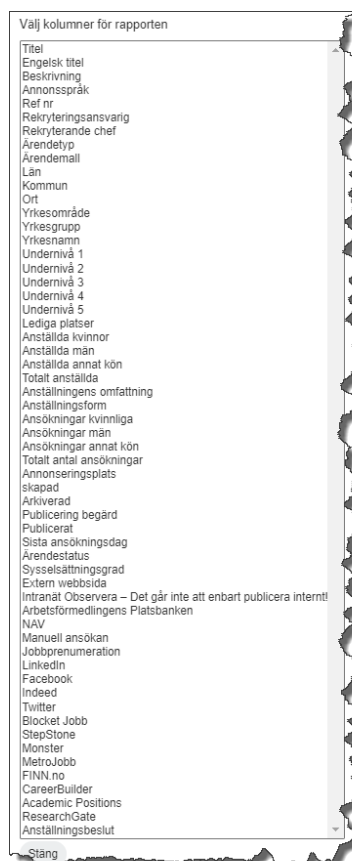 Välj kolumner för rapporten
Titel
Engelsk titel
Beskrivning
Annonsspråk
Ref nr
Rekryteringsansvarig
Rekryterande chef
Ärendetyp
Ärendemall
Län
Kommun
Ort
Yrkesområde
Yrkesgrupp
Yrkesnamn
Undernivå 1
Undernivå 2
Undernivå 3
Undernivå 4
Undernivå 5
Lediga platser
Anställda kvinnor
Anställda män
Anställda annat kön
Totalt anställda
Anställningens omfattning
Anställningsform
Ansökningar kvinnliga
Ansökningar män
Ansökningar annat kön
Totalt antal ansökningar
Annonseringsplats
skapad
Arkiverad
Publicering begärd
Publicerat
Sista ansökningsdag
Ärendestatus
Sysselsättningsgrad
Extern webbsida
Intranät Observera – Det går inte att enbart publicera internt!
Arbetsförmedlingens Platsbanken
NAV
Manuell ansökan
Jobbprenumeration
LinkedIn
Facebook
Indeed
Twitter
Blocket Jobb
StepStone
Monster
MetroJobb
FINN.no
CareerBuilder
Academic Positions
ResearchGate
Anställningsbeslut
Stäng